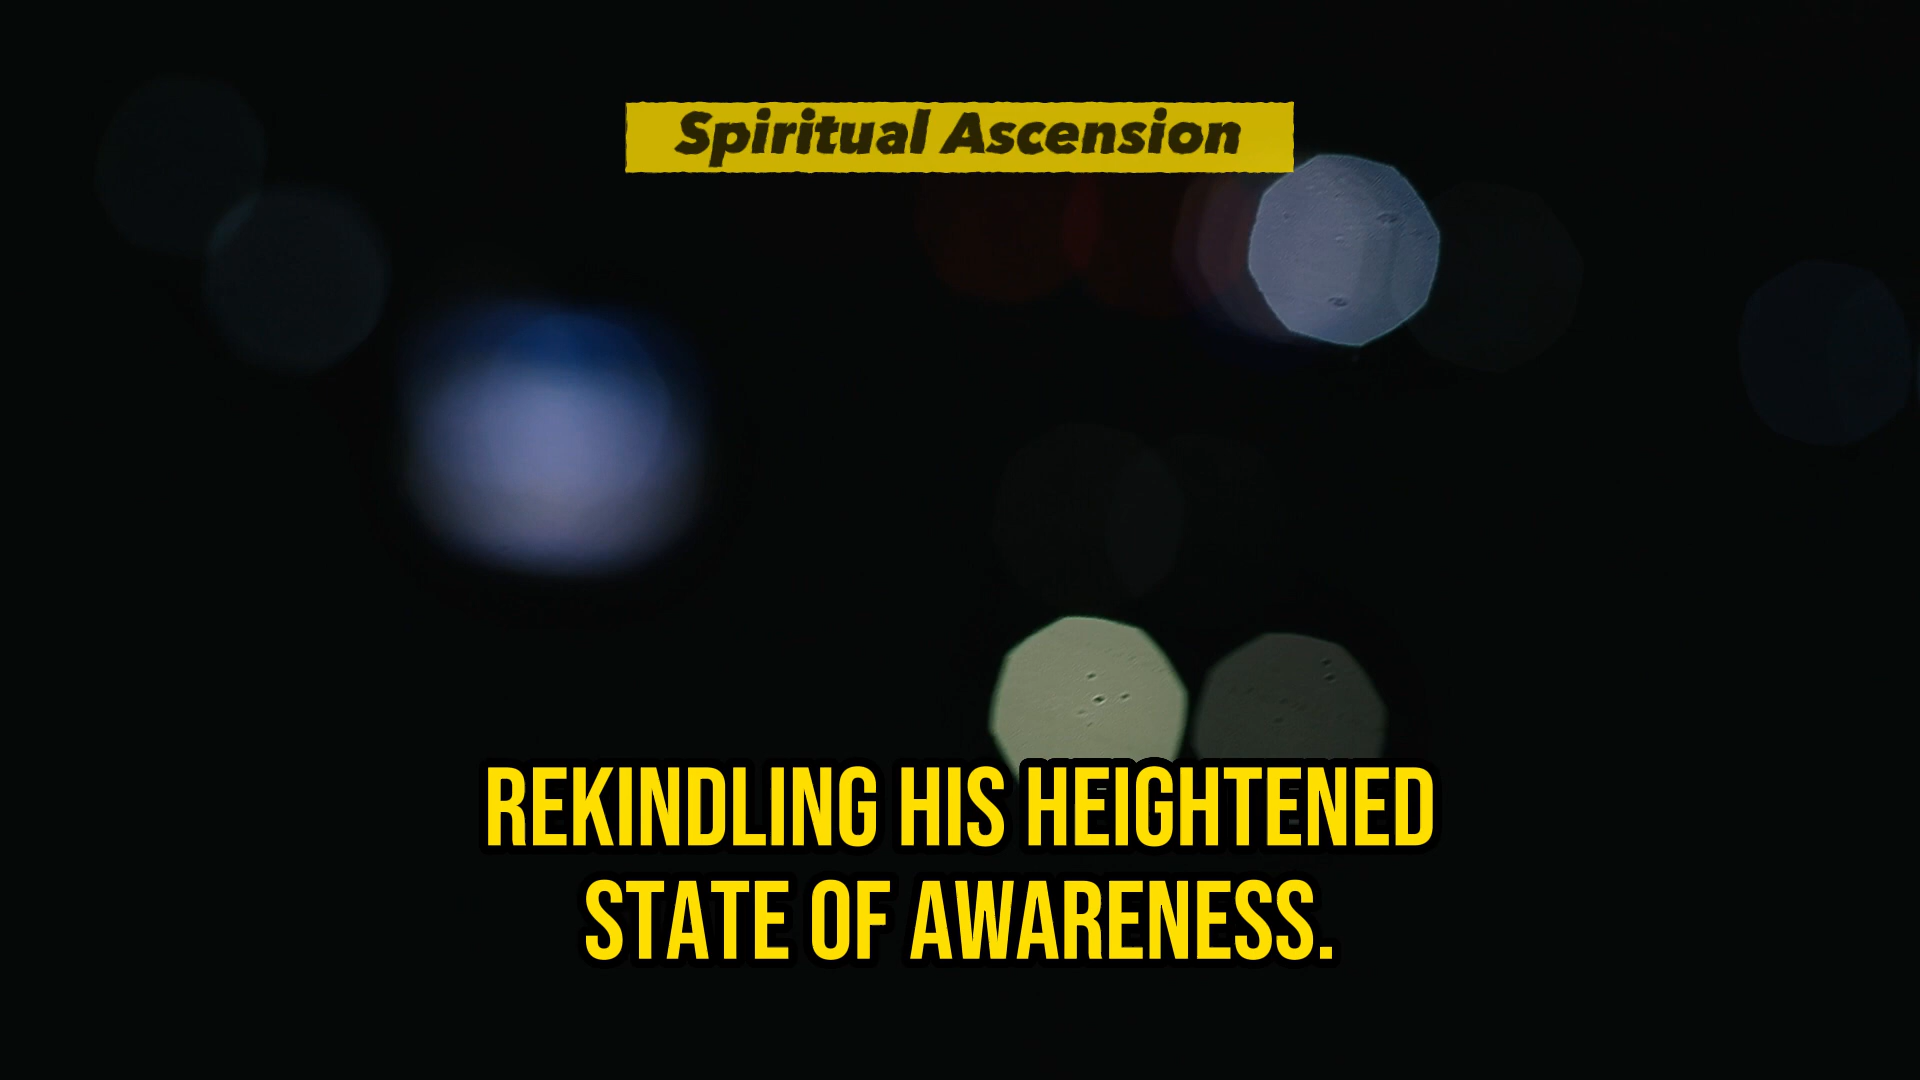 Spiritual Ascension
REKINDLING HIS HEIGHTENED
STATE OF AWARENESS.